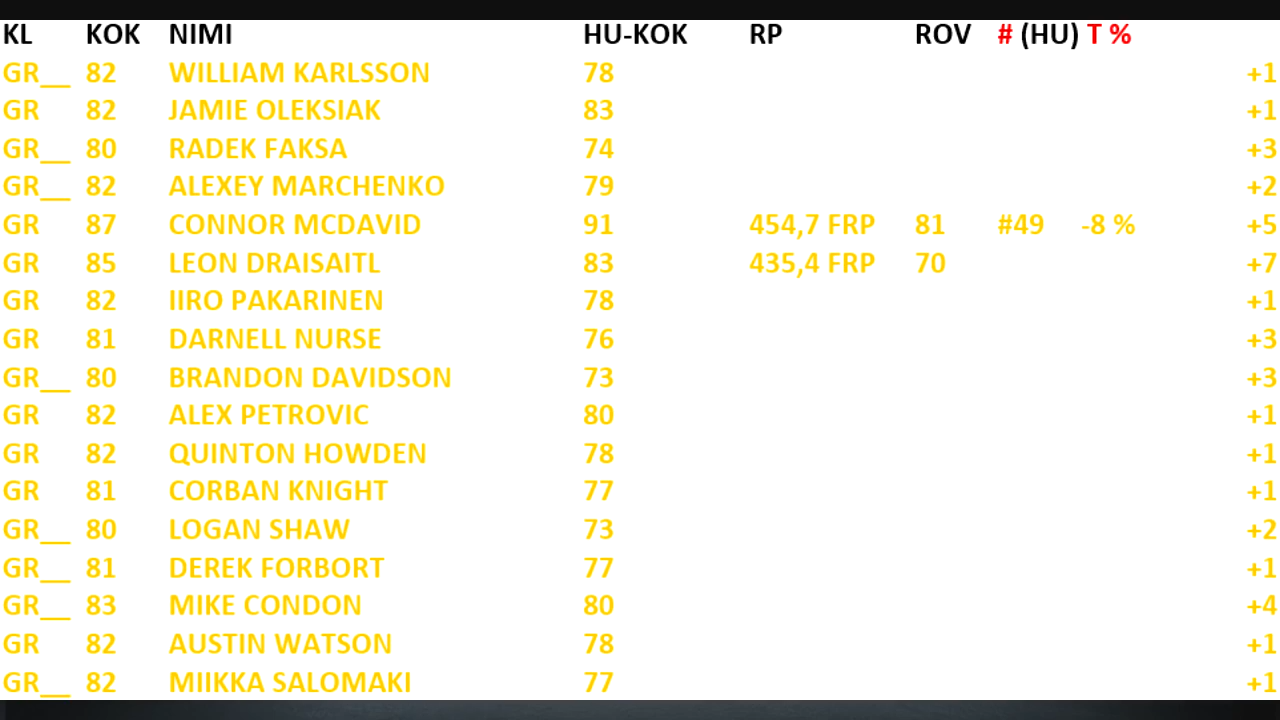 KL KOK NIMI HU-KOK RP ROV # (HU) T %
GR__ 82 WILLIAM KARLSSON 78 +1
GR 82 JAMIE OLEKSIAK 83 +1
GR__ 80 RADEK FAKSA 74 +3
GR__ 82 ALEXEY MARCHENKO 79 +2
GR 87 CONNOR MCDAVID 91 454,7 FRP 81 #49 -8 % +5
GR 85 LEON DRAISAITL 83 435,4 FRP 70 +7
GR 82 IIRO PAKARINEN 78 +1
GR 81 DARNELL NURSE 76 +3
GR__ 80 BRANDON DAVIDSON 73 +3
GR 82 ALEX PETROVIC 80 +1
GR 82 QUINTON HOWDEN 78 +1
GR 81 CORBAN KNIGHT 77 +1
GR__ 80 LOGAN SHAW 73 +2
GR__ 81 DEREK FORBORT 77 +1
GR__ 83 MIKE CONDON 80 +4
GR 82 AUSTIN WATSON 78 +1
GR__ 82 MIIKKA SALOMAKI 77 +1